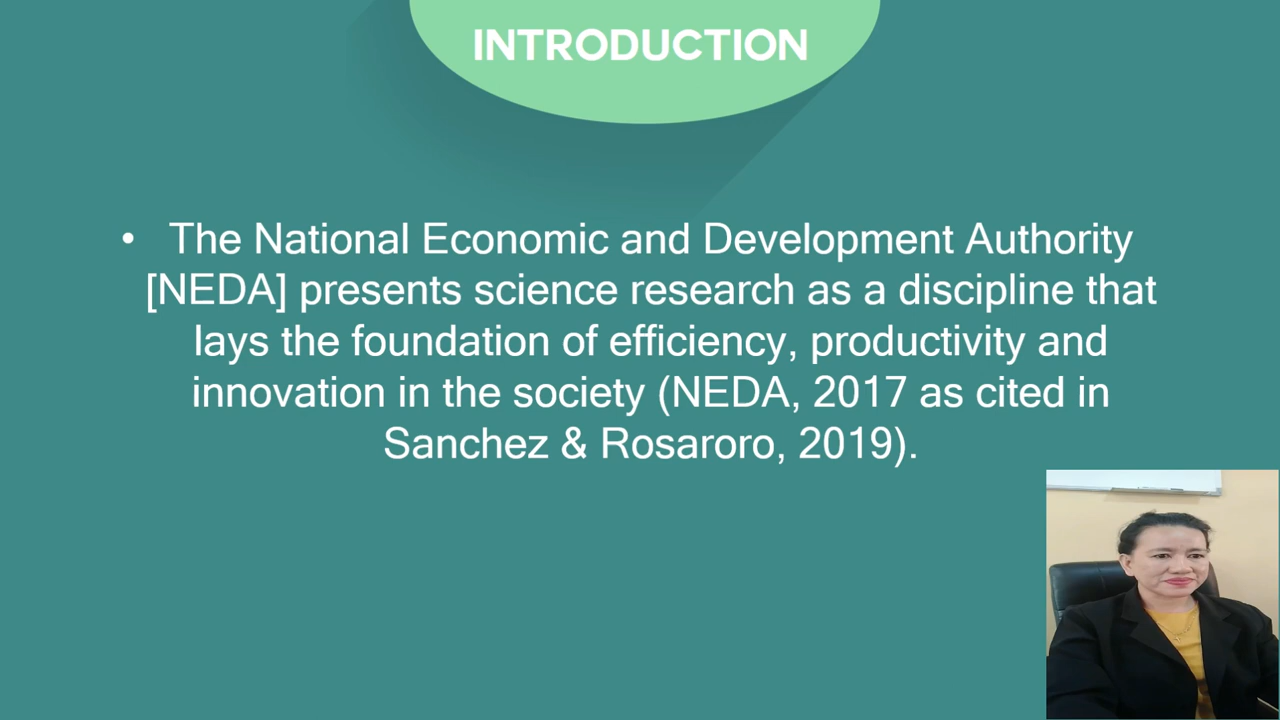 INTRODUCTION
• The National Economic and Development Authority
[NEDA] presents science research as a discipline that
lays the foundation of efficiency, productivity and
innovation in the society (NEDA, 2017 as cited in
Sanchez & Rosaroro, 2019).